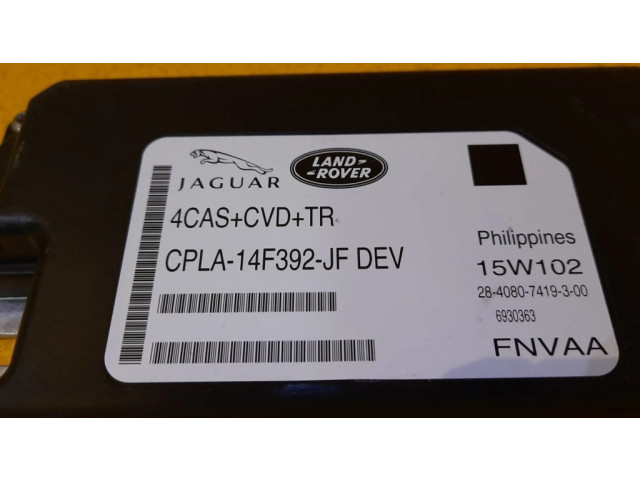 JAGUAR
LAND-
-ROVER
4CAS+CVD+TR
CPLA-14F392-JF DEV
Philippines
15W102
28-4080-7419-3-00
6930363
FNVAA